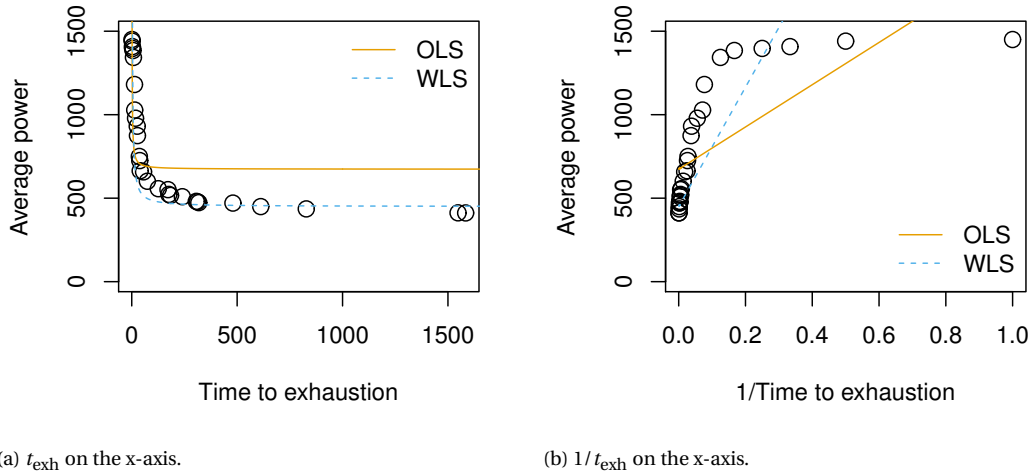 Average power
0
500
1000
1500
0
500
1000
1500
Time to exhaustion
OLS
WLS
Average power
0
500
1000
1500
0.0
0.2
0.4
0.6
0.8
1.0
1/Time to exhaustion
OLS
WLS
a) t_exh on the x-axis.
(b) 1/t_exh on the x-axis.